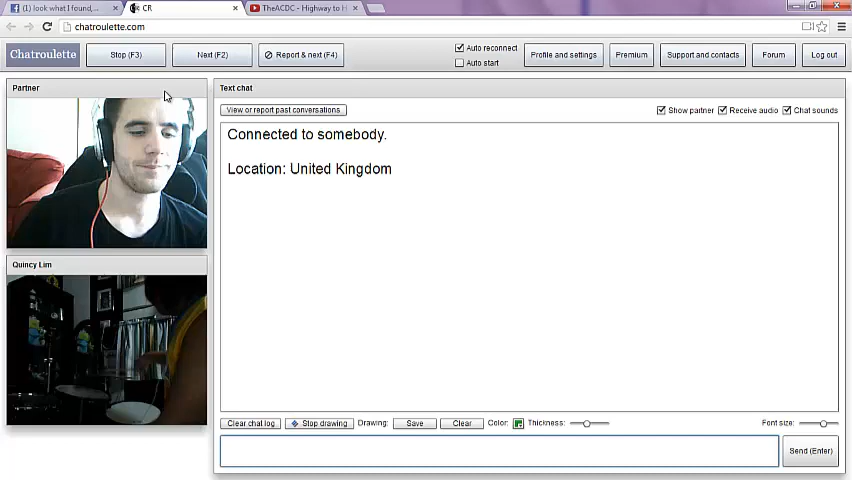 (1) look what I found,...
CR
TheACDC - Highway to H
chatroulette.com
Chatroulette
Stop (F3)
Next (F2)
Report & next (F4)
Auto reconnect
Auto start
Profile and settings
Premium
Support and contacts
Forum
Log out
Partner
Text chat
View or report past conversations
Show partner
Receive audio
Chat sounds
Connected to somebody.
Location: United Kingdom
Quincy Lim
Clear chat log
Stop drawing
Drawing:
Save
Clear
Color:
Thickness:
Font size:
Send (Enter)